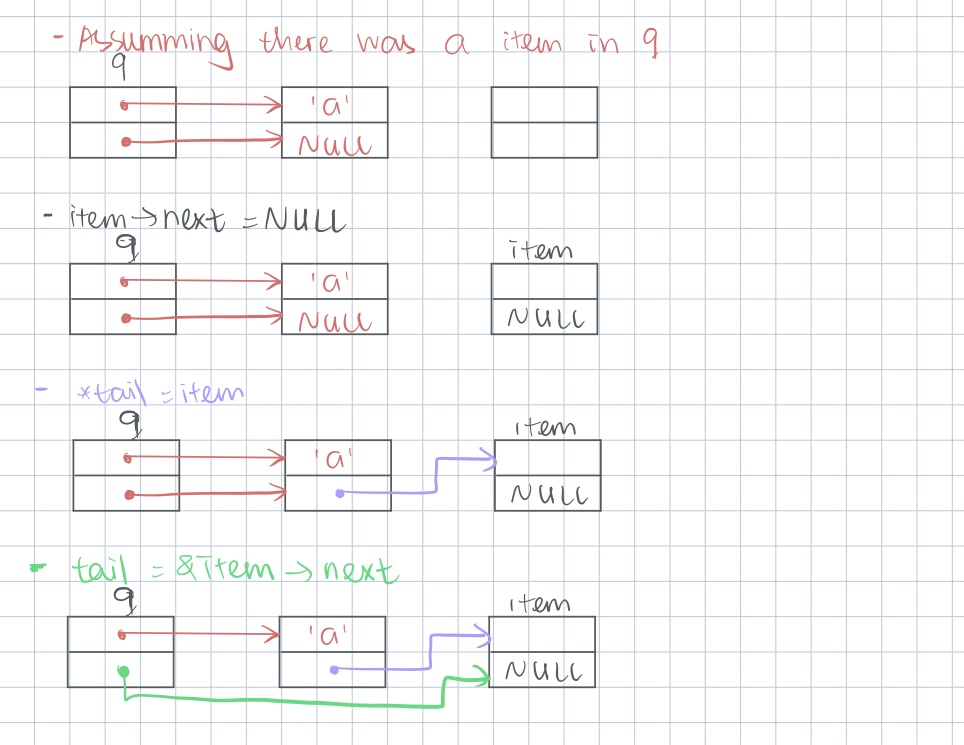 - Assumming there was a item in q
q
'a'
NULL
- item→next = NULL
q
item
'a'
NULL
NULL
- *tail = item
q
item
'a'
NULL
- tail = &item→next
q
item
'a'
NULL